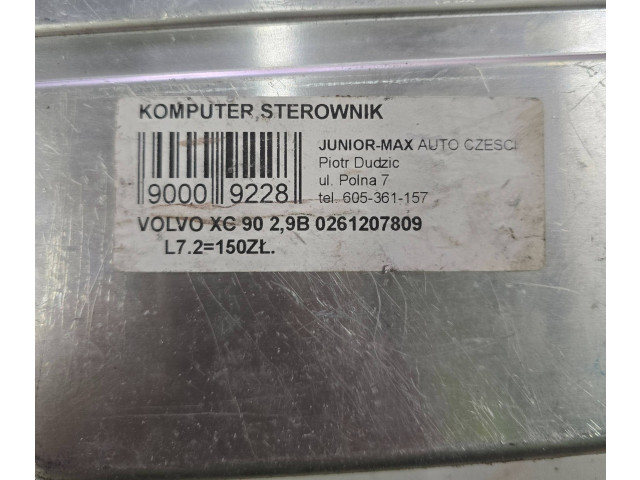 KOMPUTER,STEROWNIK
9000 9228
JUNIOR-MAX AUTO CZESCI
Piotr Dudzic
ul. Polna 7
tel. 605-361-157
VOLVO XC 90 2,9B 0261207809
L7.2=150ZŁ.